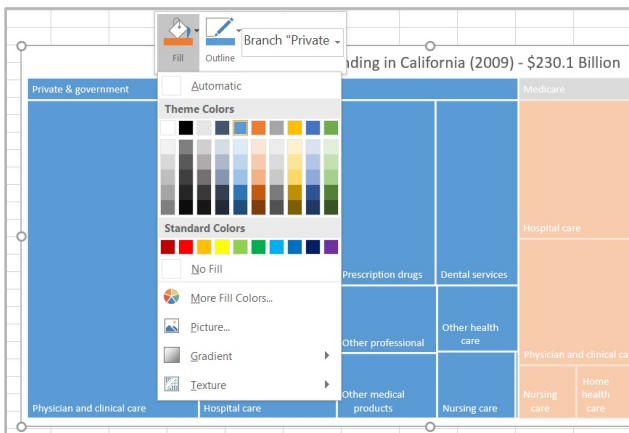 Fill
Outline
Branch "Private
nding in California (2009) - $230.1 Billion
Private & government
Medicare
Automatic
Theme Colors
Standard Colors
No Fill
More Fill Colors...
Picture...
Gradient
Texture
Hospital care
Prescription drugs
Dental services
Other professional
Other health
care
Physician and clinical ca
Nursing
care
Home
health
care
Physician and clinical care
Hospital care
Other medical
products
Nursing care